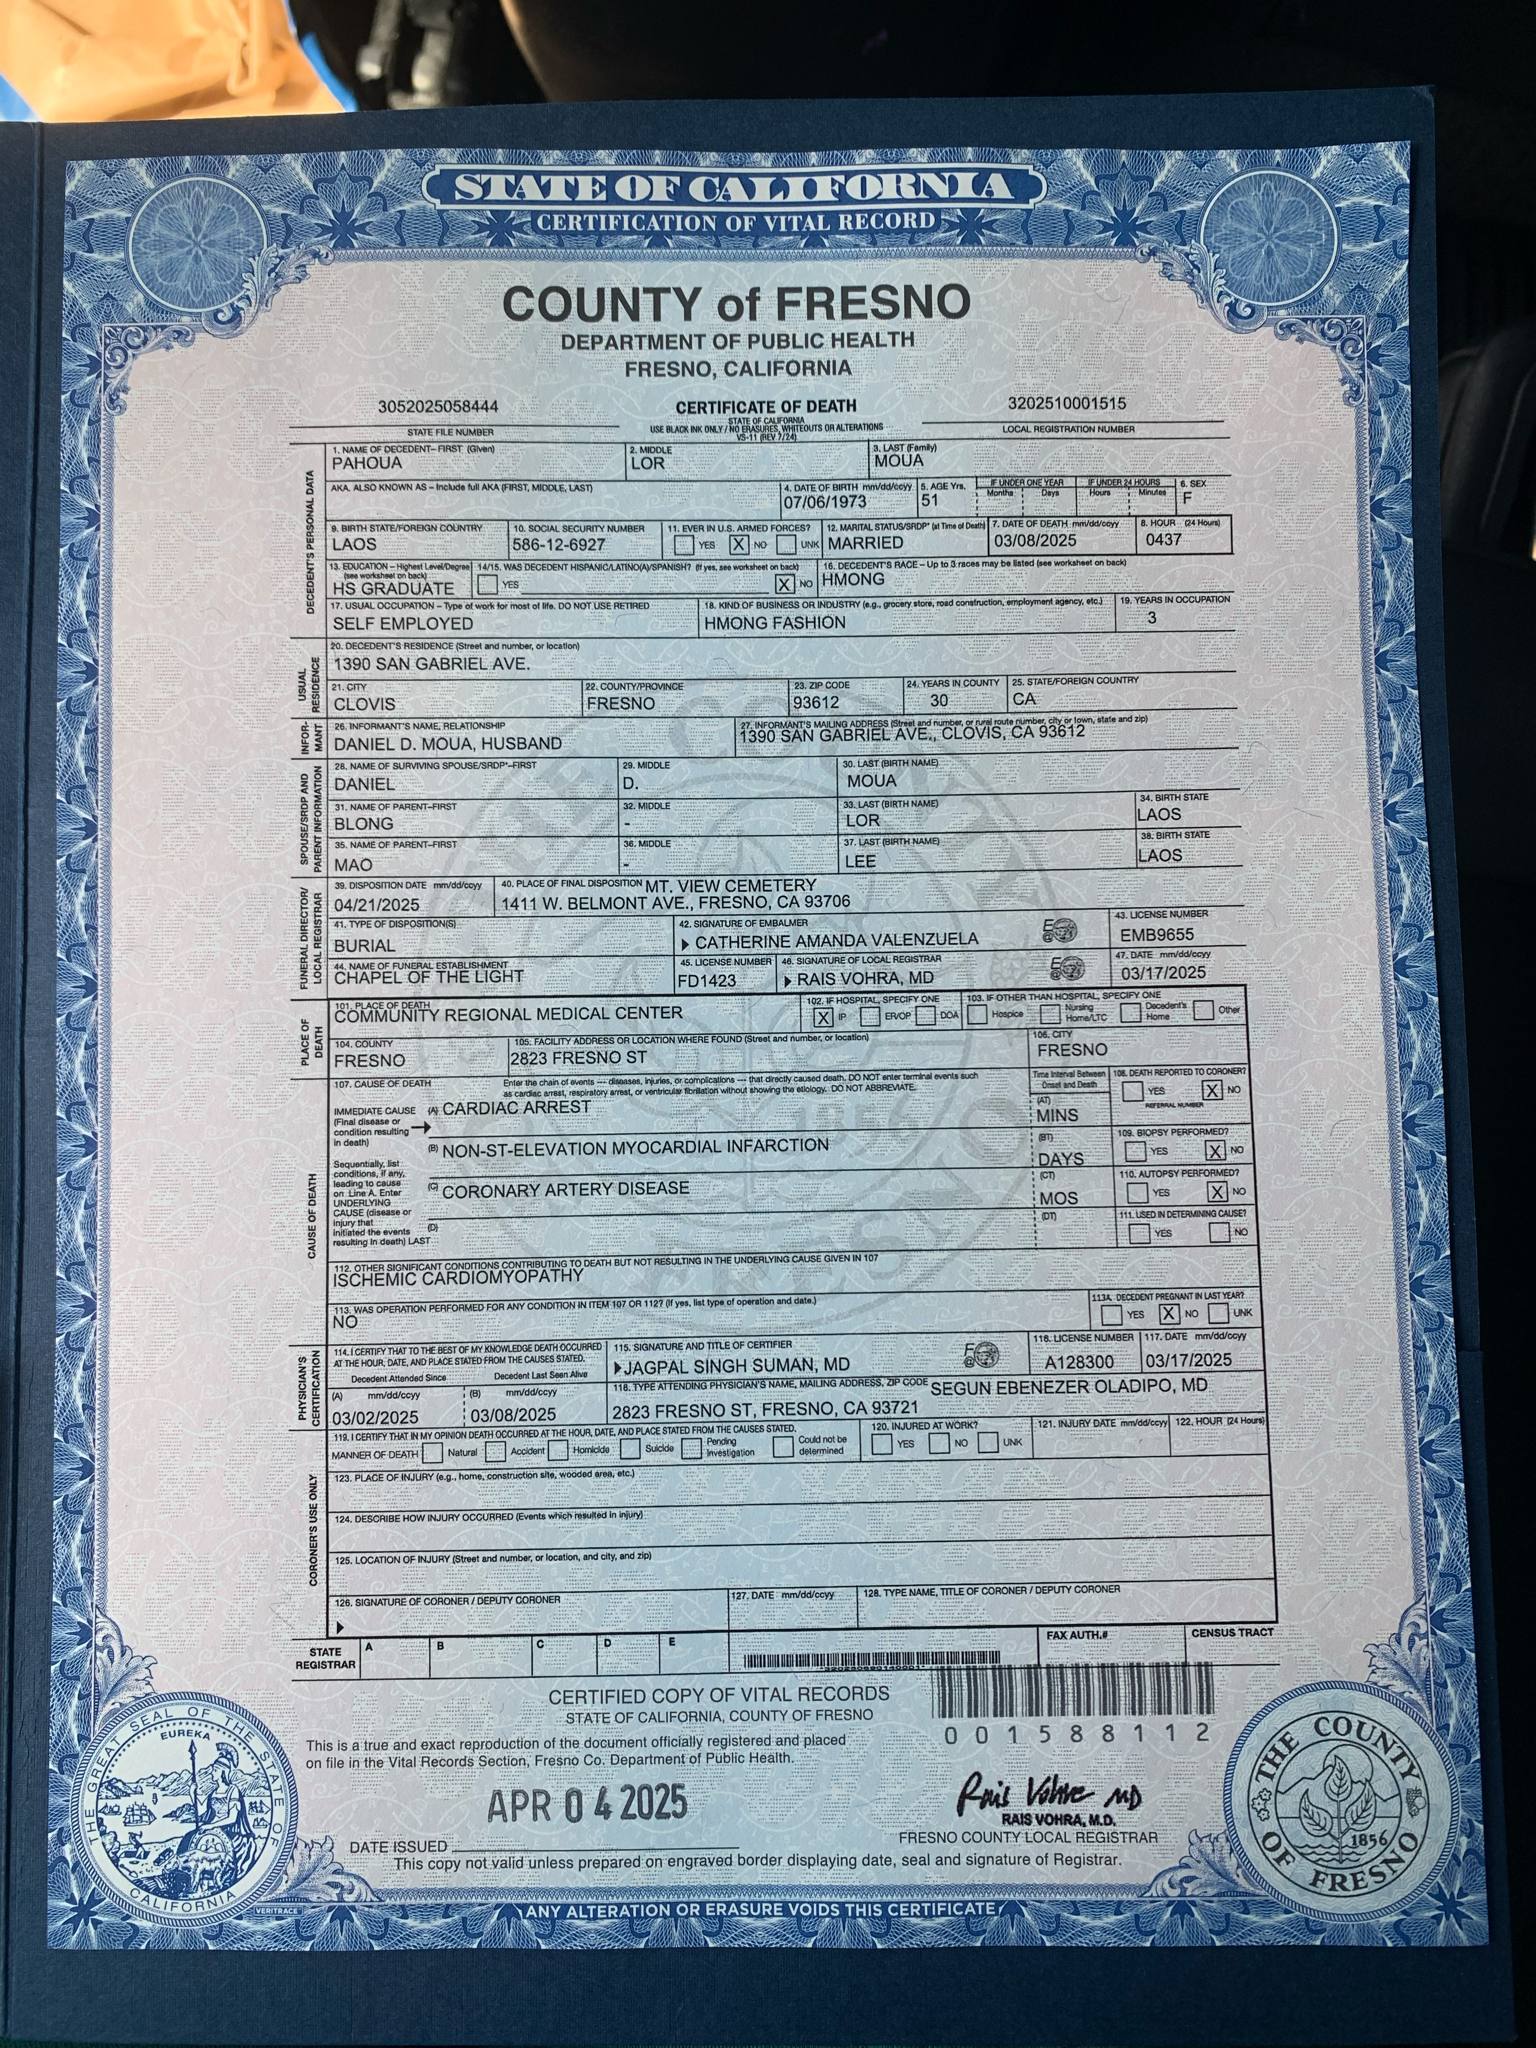 STATE OF CALIFORNIA
CERTIFICATION OF VITAL RECORD
COUNTY of FRESNO
DEPARTMENT OF PUBLIC HEALTH
FRESNO, CALIFORNIA
3052025058444 CERTIFICATE OF DEATH 3202510001515
STATE OF CALIFORNIA
STATE FILE NUMBER USE BLACK INK ONLY / NO ERASURES, WHITEOUTS OR ALTERATIONS LOCAL REGISTRATION NUMBER
VS-11 (REV 7/24)
DECEDENT'S PERSONAL DATA
1. NAME OF DECEDENT– FIRST (Given) 2. MIDDLE 3. LAST (Family)
PAHOUA LOR MOUA
AKA. ALSO KNOWN AS – Include full AKA (FIRST, MIDDLE, LAST) 4. DATE OF BIRTH mm/dd/ccyy 5. AGE Yrs. IF UNDER ONE YEAR IF UNDER 24 HOURS 6. SEX
Months Days Hours Minutes
07/06/1973 51 F
9. BIRTH STATE/FOREIGN COUNTRY 10. SOCIAL SECURITY NUMBER 11. EVER IN U.S. ARMED FORCES? 12. MARITAL STATUS/SRDP* (at Time of Death) 7. DATE OF DEATH mm/dd/ccyy 8. HOUR (24 Hours)
LAOS 586-12-6927 YES X NO UNK MARRIED 03/08/2025 0437
13. EDUCATION – Highest Level/Degree 14/15. WAS DECEDENT HISPANIC/LATINO(A)/SPANISH? (If yes, see worksheet on back) 16. DECEDENT'S RACE – Up to 3 races may be listed (see worksheet on back)
(see worksheet on back)
HS GRADUATE YES X NO HMONG
17. USUAL OCCUPATION – Type of work for most of life. DO NOT USE RETIRED 18. KIND OF BUSINESS OR INDUSTRY (e.g., grocery store, road construction, employment agency, etc.) 19. YEARS IN OCCUPATION
SELF EMPLOYED HMONG FASHION 3
USUAL RESIDENCE
20. DECEDENT'S RESIDENCE (Street and number, or location)
1390 SAN GABRIEL AVE.
21. CITY 22. COUNTY/PROVINCE 23. ZIP CODE 24. YEARS IN COUNTY 25. STATE/FOREIGN COUNTRY
CLOVIS FRESNO 93612 30 CA
INFOR-MANT
26. INFORMANT'S NAME, RELATIONSHIP 27. INFORMANT'S MAILING ADDRESS (Street and number, or rural route number, city or town, state and zip)
DANIEL D. MOUA, HUSBAND 1390 SAN GABRIEL AVE., CLOVIS, CA 93612
SPOUSE/SRDP AND PARENT INFORMATION
28. NAME OF SURVIVING SPOUSE/SRDP*–FIRST 29. MIDDLE 30. LAST (BIRTH NAME)
DANIEL D. MOUA
31. NAME OF PARENT–FIRST 32. MIDDLE 33. LAST (BIRTH NAME) 34. BIRTH STATE
BLONG - LOR LAOS
35. NAME OF PARENT–FIRST 36. MIDDLE 37. LAST (BIRTH NAME) 38. BIRTH STATE
MAO - LEE LAOS
FUNERAL DIRECTOR/ LOCAL REGISTRAR
39. DISPOSITION DATE mm/dd/ccyy 40. PLACE OF FINAL DISPOSITION MT. VIEW CEMETERY
04/21/2025 1411 W. BELMONT AVE., FRESNO, CA 93706
41. TYPE OF DISPOSITION(S) 42. SIGNATURE OF EMBALMER 43. LICENSE NUMBER
BURIAL CATHERINE AMANDA VALENZUELA EMB9655
44. NAME OF FUNERAL ESTABLISHMENT 45. LICENSE NUMBER 46. SIGNATURE OF LOCAL REGISTRAR 47. DATE mm/dd/ccyy
CHAPEL OF THE LIGHT FD1423 RAIS VOHRA, MD 03/17/2025
PLACE OF DEATH
101. PLACE OF DEATH 102. IF HOSPITAL, SPECIFY ONE 103. IF OTHER THAN HOSPITAL, SPECIFY ONE
COMMUNITY REGIONAL MEDICAL CENTER X IP ER/OP DOA Hospice Nursing Home/LTC Decedent's Home Other
104. COUNTY 105. FACILITY ADDRESS OR LOCATION WHERE FOUND (Street and number, or location) 106. CITY
FRESNO 2823 FRESNO ST FRESNO
CAUSE OF DEATH
107. CAUSE OF DEATH Enter the chain of events --- diseases, injuries, or complications --- that directly caused death. DO NOT enter terminal events such Time Interval Between 108. DEATH REPORTED TO CORONER?
as cardiac arrest, respiratory arrest, or ventricular fibrillation without showing the etiology. DO NOT ABBREVIATE. Onset and Death YES X NO
IMMEDIATE CAUSE (A) CARDIAC ARREST (AT) REFERRAL NUMBER
(Final disease or MINS
condition resulting
in death)
(B) NON-ST-ELEVATION MYOCARDIAL INFARCTION (BT) 109. BIOPSY PERFORMED?
DAYS YES X NO
Sequentially, list
conditions, if any,
leading to cause
on Line A. Enter
UNDERLYING
CAUSE (disease or
injury that
initiated the events
resulting in death) LAST
(C) CORONARY ARTERY DISEASE (CT) 110. AUTOPSY PERFORMED?
MOS YES X NO
(D) (DT) 111. USED IN DETERMINING CAUSE?
YES NO
112. OTHER SIGNIFICANT CONDITIONS CONTRIBUTING TO DEATH BUT NOT RESULTING IN THE UNDERLYING CAUSE GIVEN IN 107
ISCHEMIC CARDIOMYOPATHY
113. WAS OPERATION PERFORMED FOR ANY CONDITION IN ITEM 107 OR 112? (If yes, list type of operation and date.) 113A. DECEDENT PREGNANT IN LAST YEAR?
NO YES X NO UNK
PHYSICIAN'S CERTIFICATION
114. I CERTIFY THAT TO THE BEST OF MY KNOWLEDGE DEATH OCCURRED 115. SIGNATURE AND TITLE OF CERTIFIER 116. LICENSE NUMBER 117. DATE mm/dd/ccyy
AT THE HOUR, DATE, AND PLACE STATED FROM THE CAUSES STATED.
Decedent Attended Since Decedent Last Seen Alive JAGPAL SINGH SUMAN, MD A128300 03/17/2025
(A) mm/dd/ccyy (B) mm/dd/ccyy 118. TYPE ATTENDING PHYSICIAN'S NAME, MAILING ADDRESS, ZIP CODE SEGUN EBENEZER OLADIPO, MD
03/02/2025 03/08/2025 2823 FRESNO ST, FRESNO, CA 93721
CORONER'S USE ONLY
119. I CERTIFY THAT IN MY OPINION DEATH OCCURRED AT THE HOUR, DATE, AND PLACE STATED FROM THE CAUSES STATED. 120. INJURED AT WORK? 121. INJURY DATE mm/dd/ccyy 122. HOUR (24 Hours)
MANNER OF DEATH Natural Accident Homicide Suicide Pending Investigation Could not be determined YES NO UNK
123. PLACE OF INJURY (e.g., home, construction site, wooded area, etc.)
124. DESCRIBE HOW INJURY OCCURRED (Events which resulted in injury)
125. LOCATION OF INJURY (Street and number, or location, and city, and zip)
126. SIGNATURE OF CORONER / DEPUTY CORONER 127. DATE mm/dd/ccyy 128. TYPE NAME, TITLE OF CORONER / DEPUTY CORONER
STATE REGISTRAR A B C D E FAX AUTH.# CENSUS TRACT
CERTIFIED COPY OF VITAL RECORDS
STATE OF CALIFORNIA, COUNTY OF FRESNO
001588112
This is a true and exact reproduction of the document officially registered and placed
on file in the Vital Records Section, Fresno Co. Department of Public Health.
APR 04 2025
Rais Vohra MD
RAIS VOHRA, M.D.
DATE ISSUED FRESNO COUNTY LOCAL REGISTRAR
This copy not valid unless prepared on engraved border displaying date, seal and signature of Registrar.
THE GREAT SEAL OF THE STATE OF CALIFORNIA
EUREKA
THE COUNTY OF FRESNO
1856
VERITRACE
ANY ALTERATION OR ERASURE VOIDS THIS CERTIFICATE